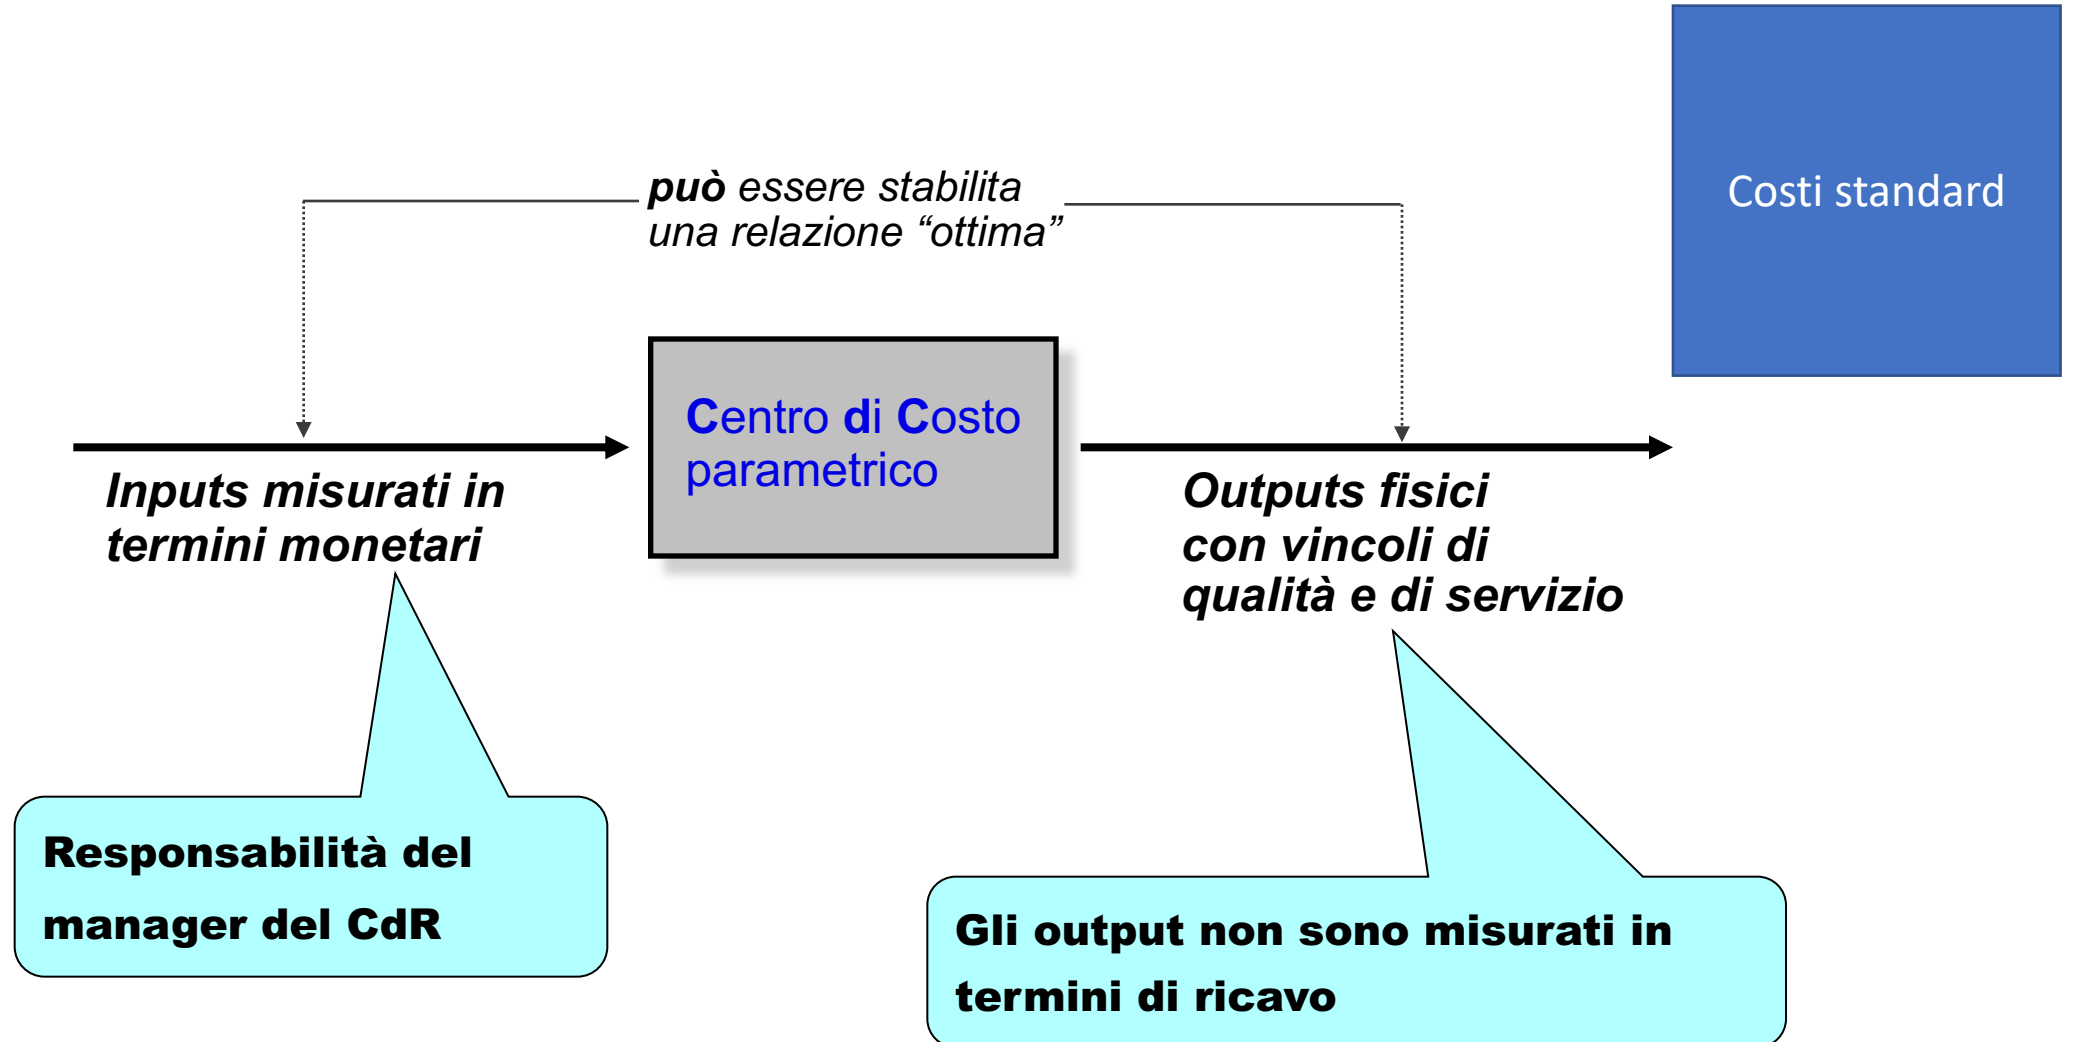 Costi standard
può essere stabilita
una relazione “ottima”
Centro di Costo
parametrico
Inputs misurati in
termini monetari
Outputs fisici
con vincoli di
qualità e di servizio
Responsabilità del
manager del CdR
Gli output non sono misurati in
termini di ricavo